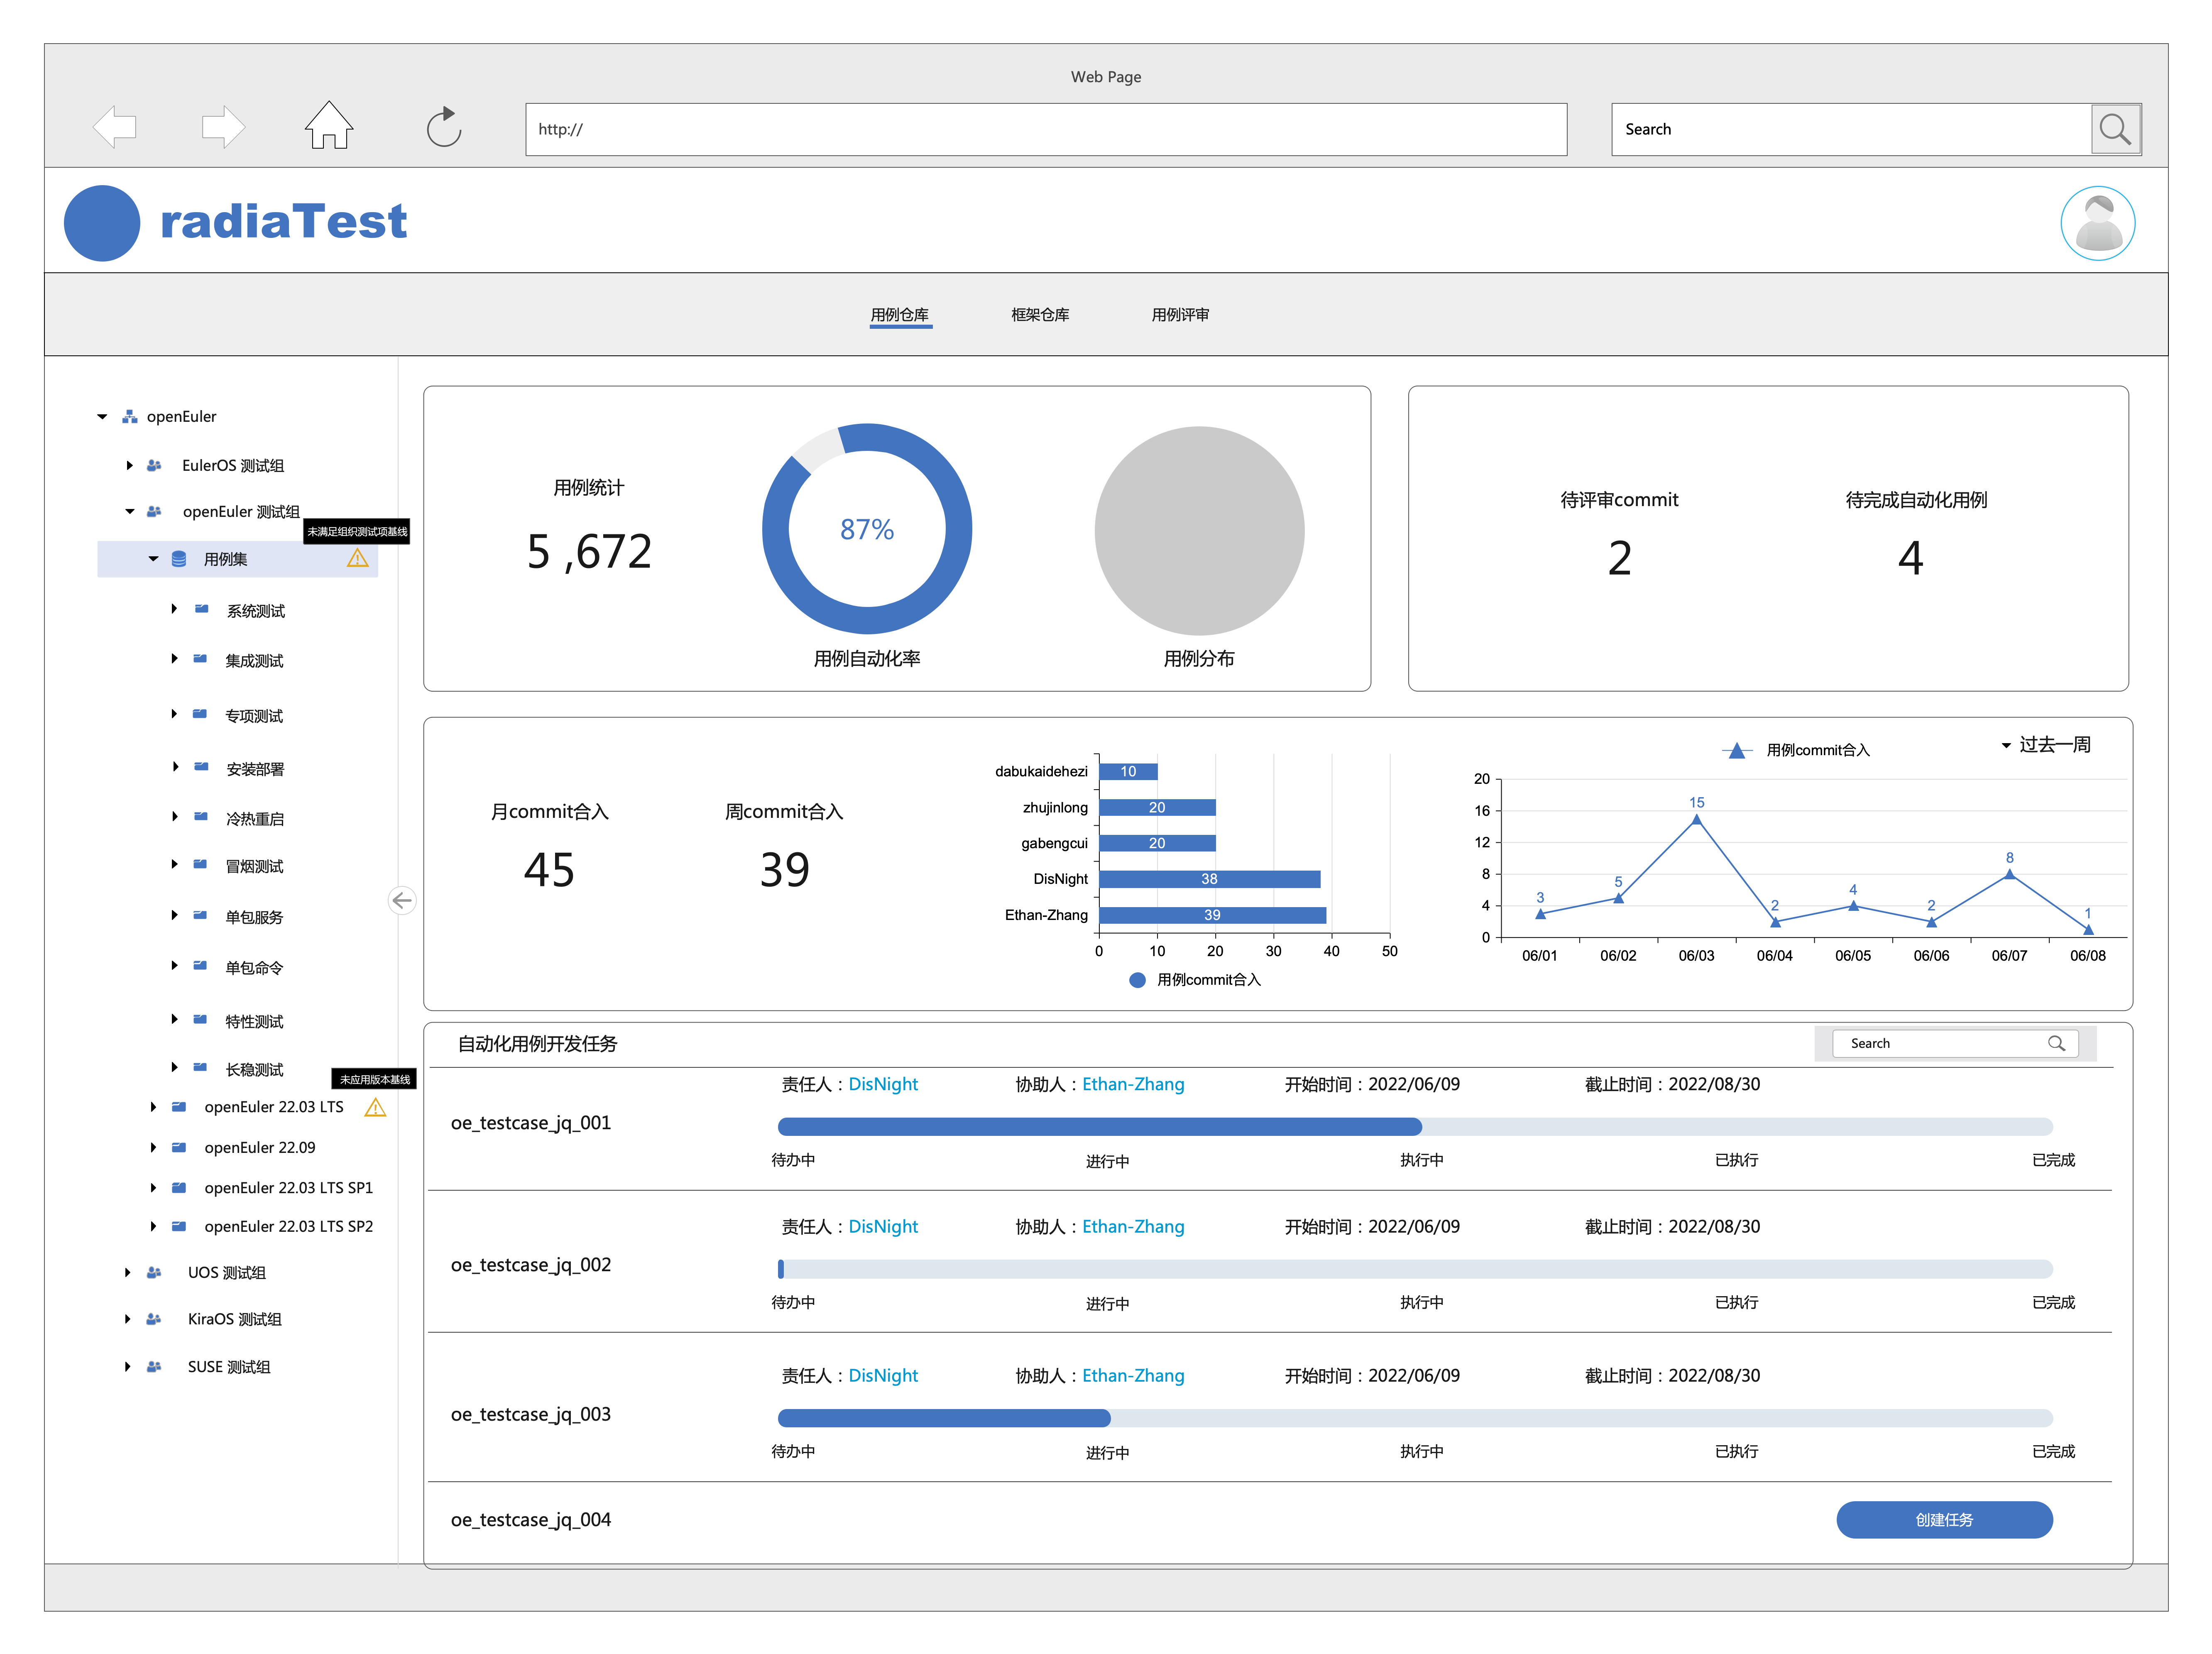 Web Page
http://
Search
radiaTest
用例仓库
框架仓库
用例评审
openEuler
EulerOS 测试组
openEuler 测试组
未满足组织测试项基线
用例集
系统测试
集成测试
专项测试
安装部署
冷热重启
冒烟测试
单包服务
单包命令
特性测试
长稳测试
未应用版本基线
openEuler 22.03 LTS
openEuler 22.09
openEuler 22.03 LTS SP1
openEuler 22.03 LTS SP2
UOS 测试组
KiraOS 测试组
SUSE 测试组
用例统计
5 ,672
87%
用例自动化率
用例分布
待评审commit
2
待完成自动化用例
4
月commit合入
45
周commit合入
39
dabukaidehezi
10
zhujinlong
20
gabengcui
20
DisNight
38
Ethan-Zhang
39
0 10 20 30 40 50
用例commit合入
用例commit合入
过去一周
20
16
12
8
4
0
3
5
15
2
4
2
8
1
06/01 06/02 06/03 06/04 06/05 06/06 06/07 06/08
自动化用例开发任务
Search
责任人：DisNight 协助人：Ethan-Zhang 开始时间：2022/06/09 截止时间：2022/08/30
oe_testcase_jq_001
待办中 进行中 执行中 已执行 已完成
责任人：DisNight 协助人：Ethan-Zhang 开始时间：2022/06/09 截止时间：2022/08/30
oe_testcase_jq_002
待办中 进行中 执行中 已执行 已完成
责任人：DisNight 协助人：Ethan-Zhang 开始时间：2022/06/09 截止时间：2022/08/30
oe_testcase_jq_003
待办中 进行中 执行中 已执行 已完成
oe_testcase_jq_004
创建任务